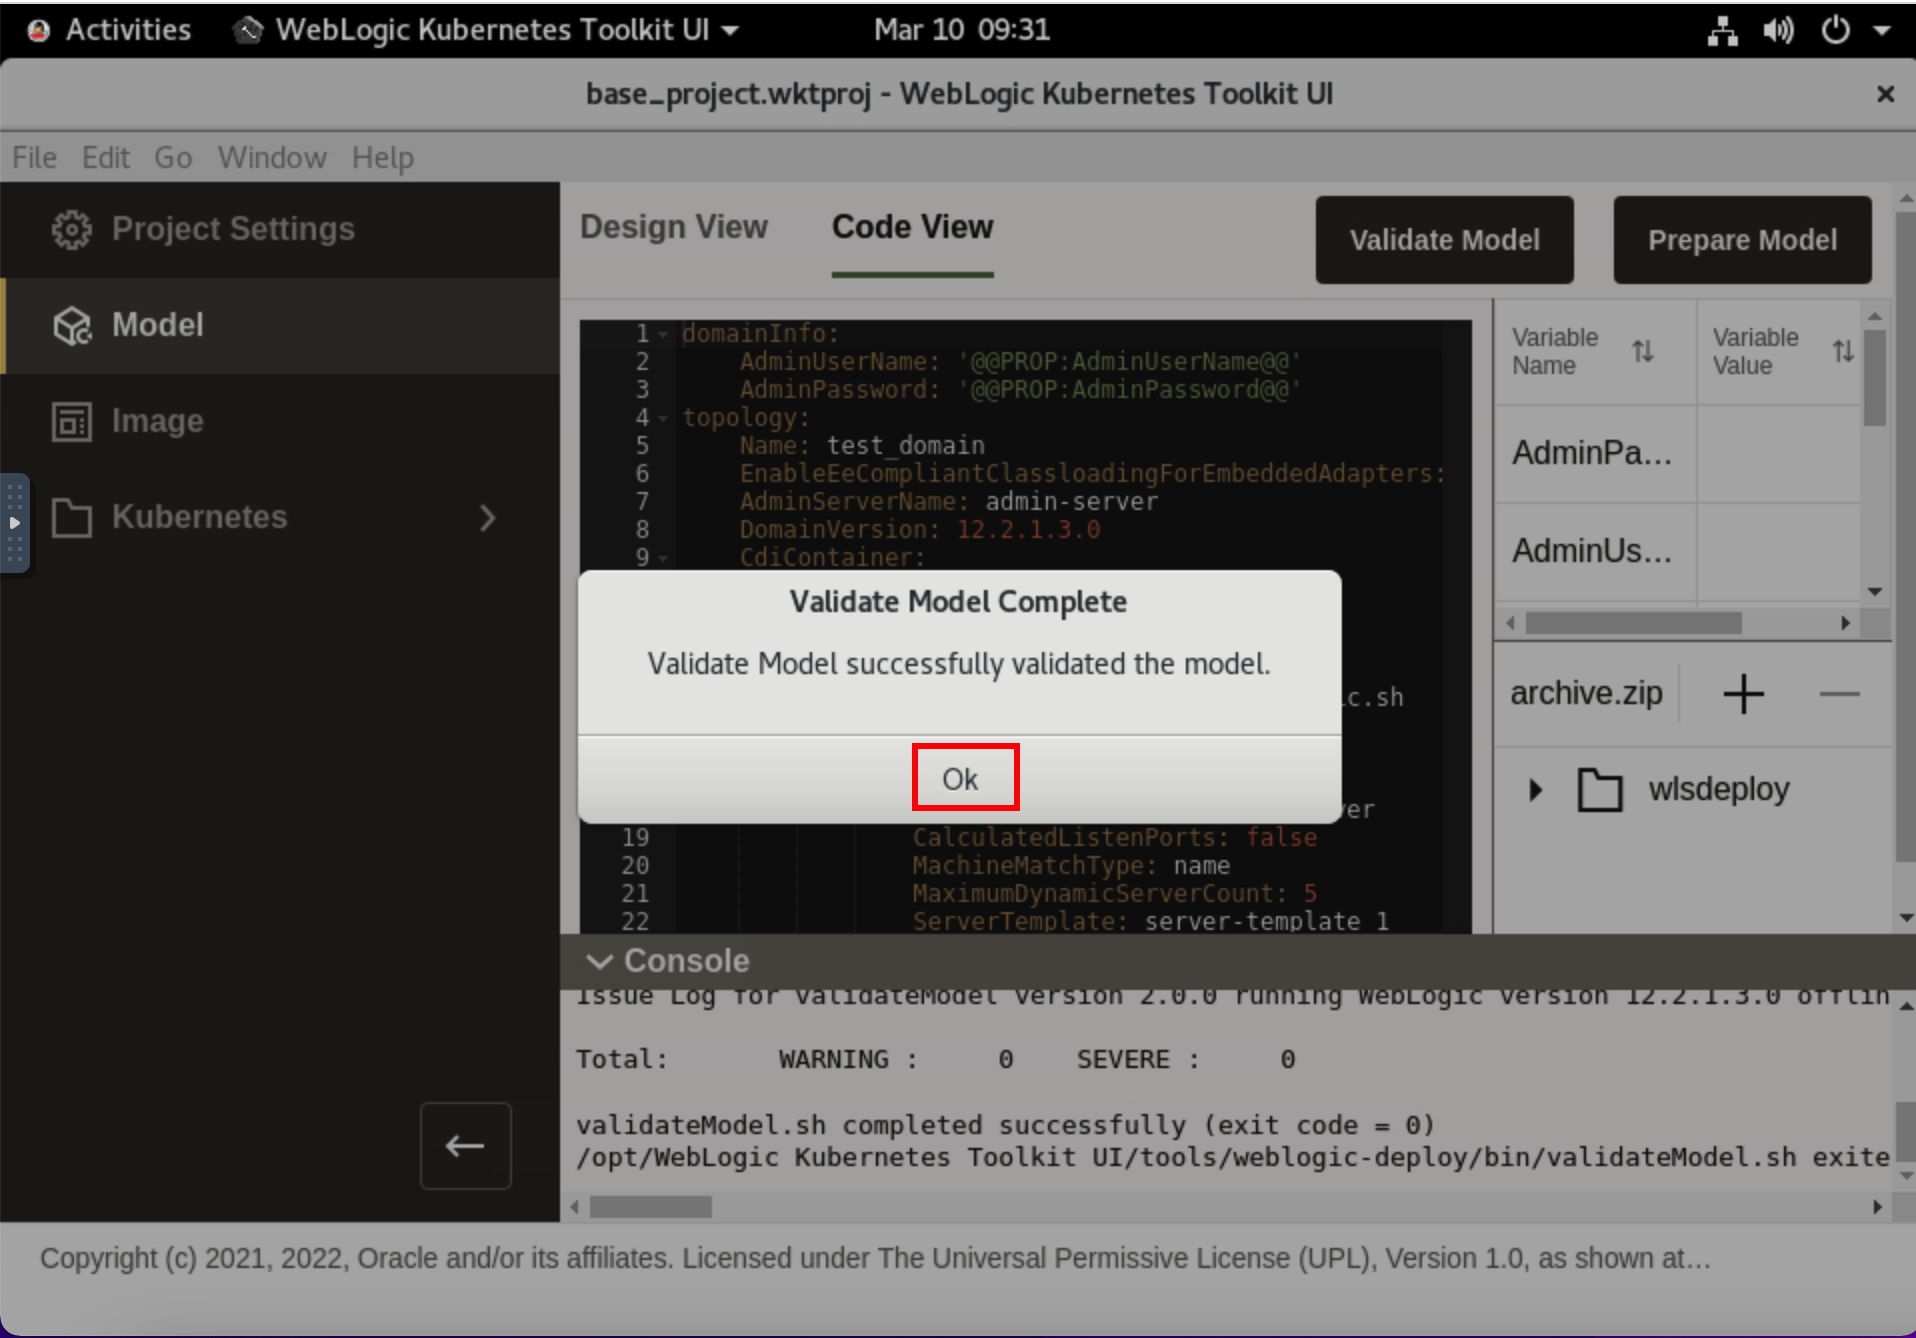 Activities WebLogic Kubernetes Toolkit UI Mar 10 09:31
base_project.wktproj - WebLogic Kubernetes Toolkit UI
File Edit Go Window Help
Project Settings
Model
Image
Kubernetes
Design View Code View Validate Model Prepare Model
1 domainInfo:
2 AdminUserName: '@@PROP:AdminUserName@@'
3 AdminPassword: '@@PROP:AdminPassword@@'
4 topology:
5 Name: test_domain
6 EnableEeCompliantClassloadingForEmbeddedAdapters:
7 AdminServerName: admin-server
8 DomainVersion: 12.2.1.3.0
9 CdiContainer:
Validate Model Complete
Validate Model successfully validated the model.
Ok
ic.sh
ver
19 CalculatedListenPorts: false
20 MachineMatchType: name
21 MaximumDynamicServerCount: 5
22 ServerTemplate: server-template 1
Variable Name
Variable Value
AdminPa...
AdminUs...
archive.zip
wlsdeploy
Console
Issue Log for validateModel version 2.0.0 running WebLogic version 12.2.1.3.0 offlin
Total: WARNING : 0 SEVERE : 0
validateModel.sh completed successfully (exit code = 0)
/opt/WebLogic Kubernetes Toolkit UI/tools/weblogic-deploy/bin/validateModel.sh exite
Copyright (c) 2021, 2022, Oracle and/or its affiliates. Licensed under The Universal Permissive License (UPL), Version 1.0, as shown at...